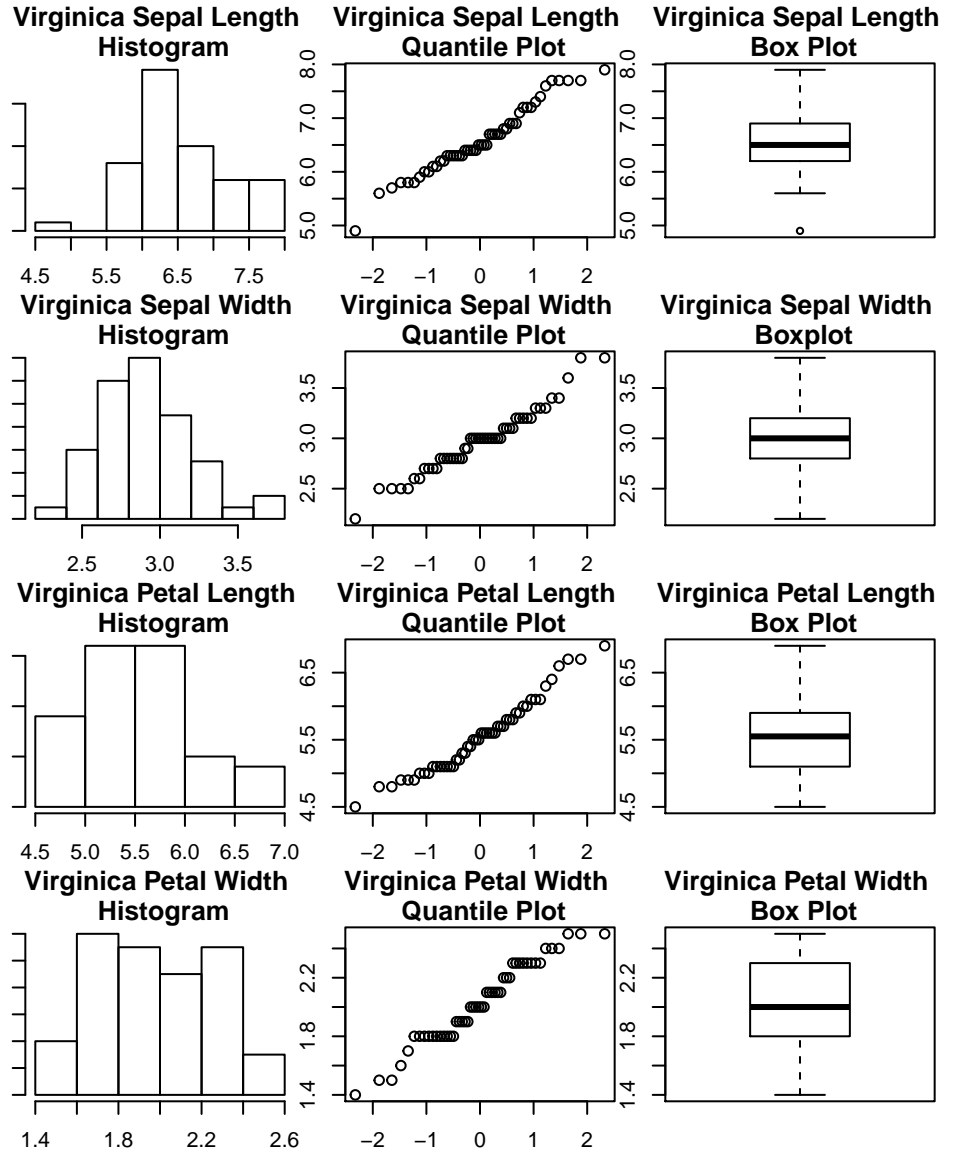 Virginica Sepal Length
Histogram
4.5 5.5 6.5 7.5
Virginica Sepal Length
Quantile Plot
5.0 6.0 7.0 8.0
−2 −1 0 1 2
Virginica Sepal Length
Box Plot
5.0 6.0 7.0 8.0
Virginica Sepal Width
Histogram
2.5 3.0 3.5
Virginica Sepal Width
Quantile Plot
2.5 3.0 3.5
−2 −1 0 1 2
Virginica Sepal Width
Boxplot
2.5 3.0 3.5
Virginica Petal Length
Histogram
4.5 5.0 5.5 6.0 6.5 7.0
Virginica Petal Length
Quantile Plot
4.5 5.5 6.5
−2 −1 0 1 2
Virginica Petal Length
Box Plot
4.5 5.5 6.5
Virginica Petal Width
Histogram
1.4 1.8 2.2 2.6
Virginica Petal Width
Quantile Plot
1.4 1.8 2.2
−2 −1 0 1 2
Virginica Petal Width
Box Plot
1.4 1.8 2.2